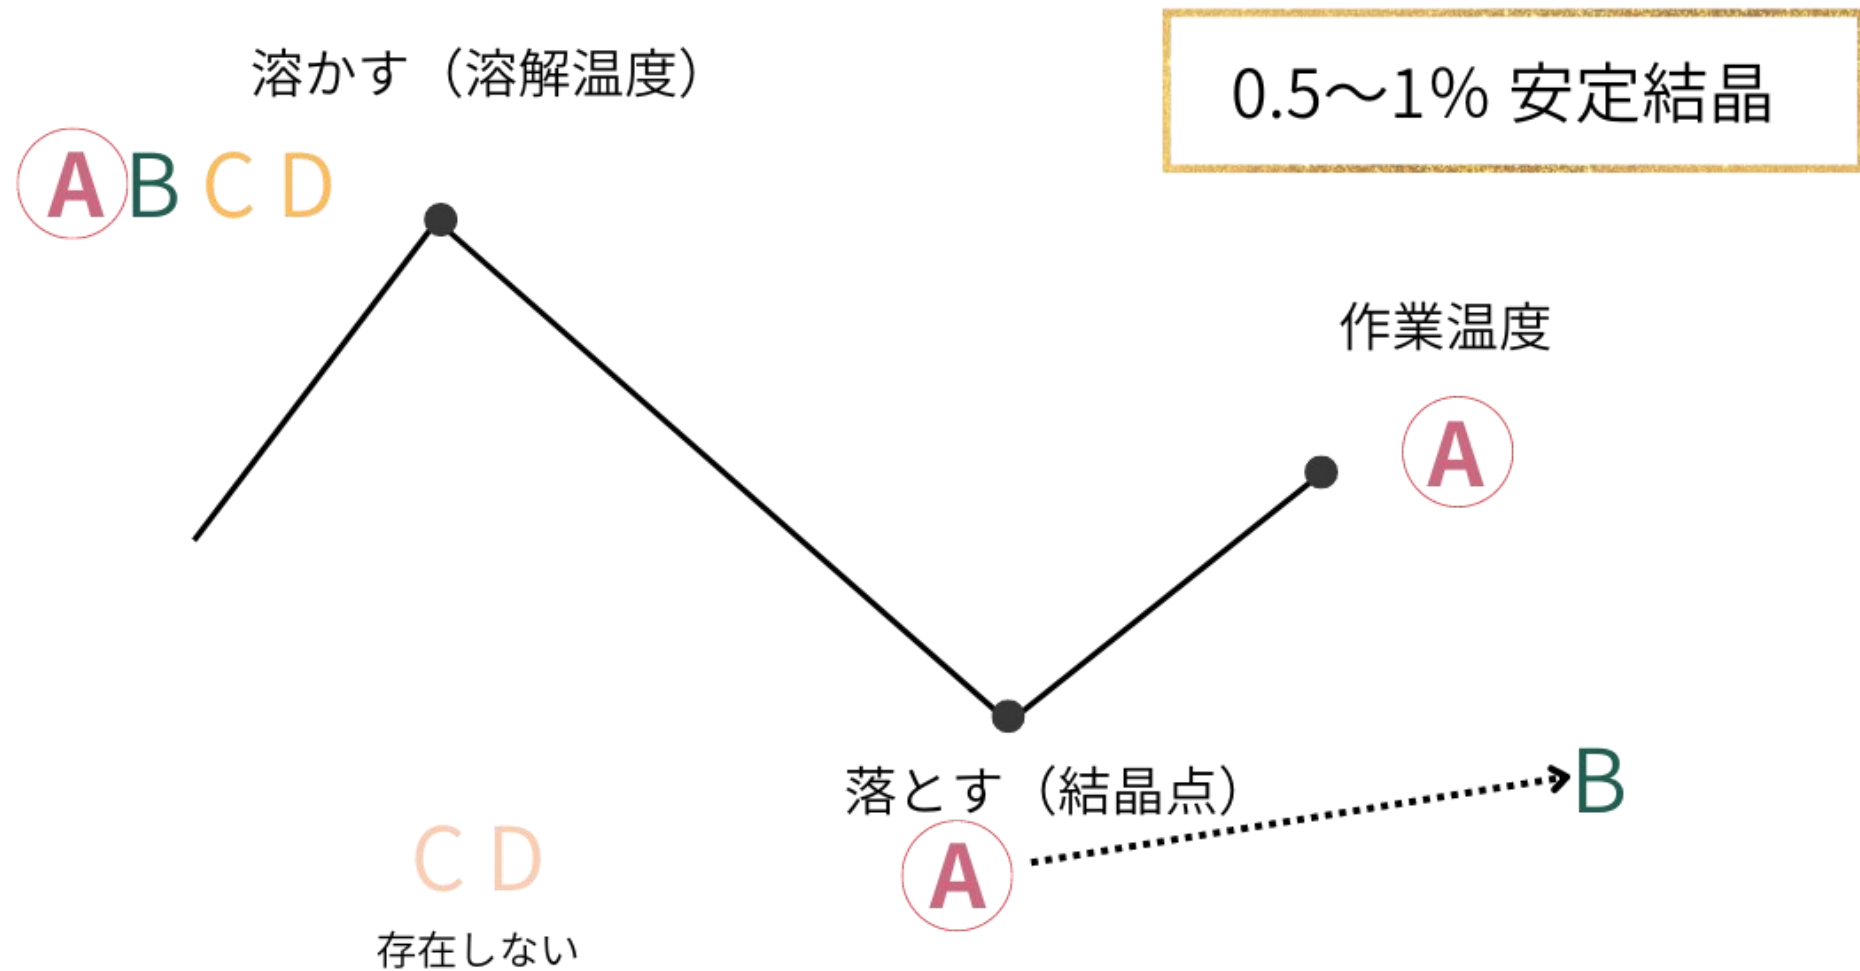 溶かす（溶解温度）
0.5〜1% 安定結晶
A B C D
作業温度
A
落とす（結晶点）
B
C D
A
存在しない